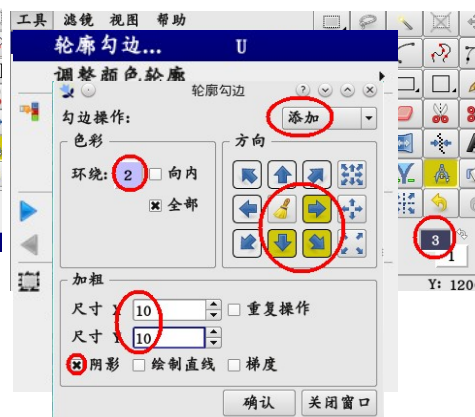 工具 滤镜 视图 帮助
轮廓勾边... U
调整颜色轮廓
轮廓勾边
勾边操作: 添加
色彩
方向
环绕: 2 向内
全部
加粗
尺寸 X 10 重复操作
尺寸 Y 10
阴影 绘制直线 梯度
确认 关闭窗口
3
1
Y: 120